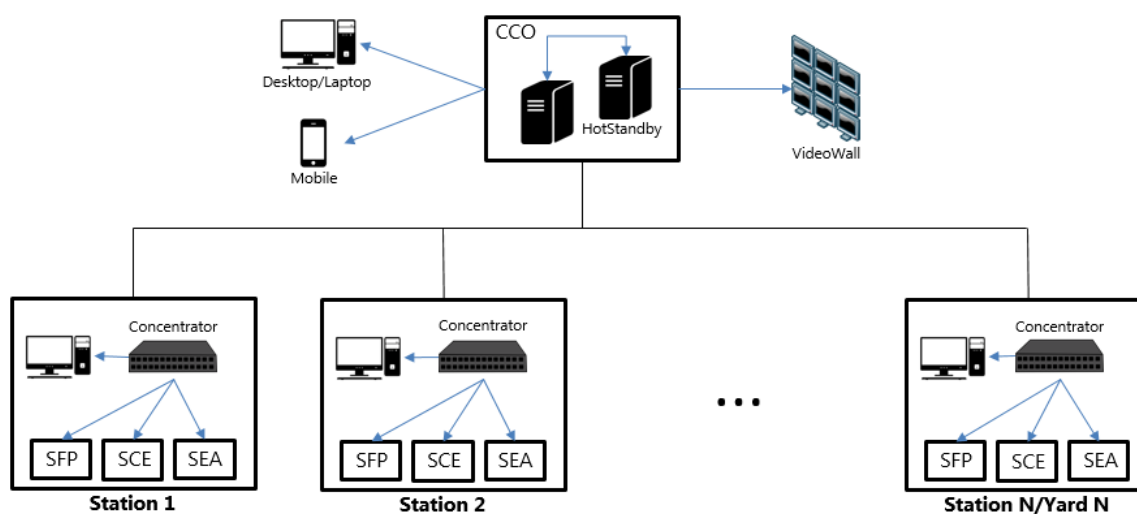 CCO
Desktop/Laptop
HotStandby
Mobile
VideoWall
Concentrator
SFP SCE SEA
Station 1
Concentrator
SFP SCE SEA
Station 2
...
Concentrator
SFP SCE SEA
Station N/Yard N